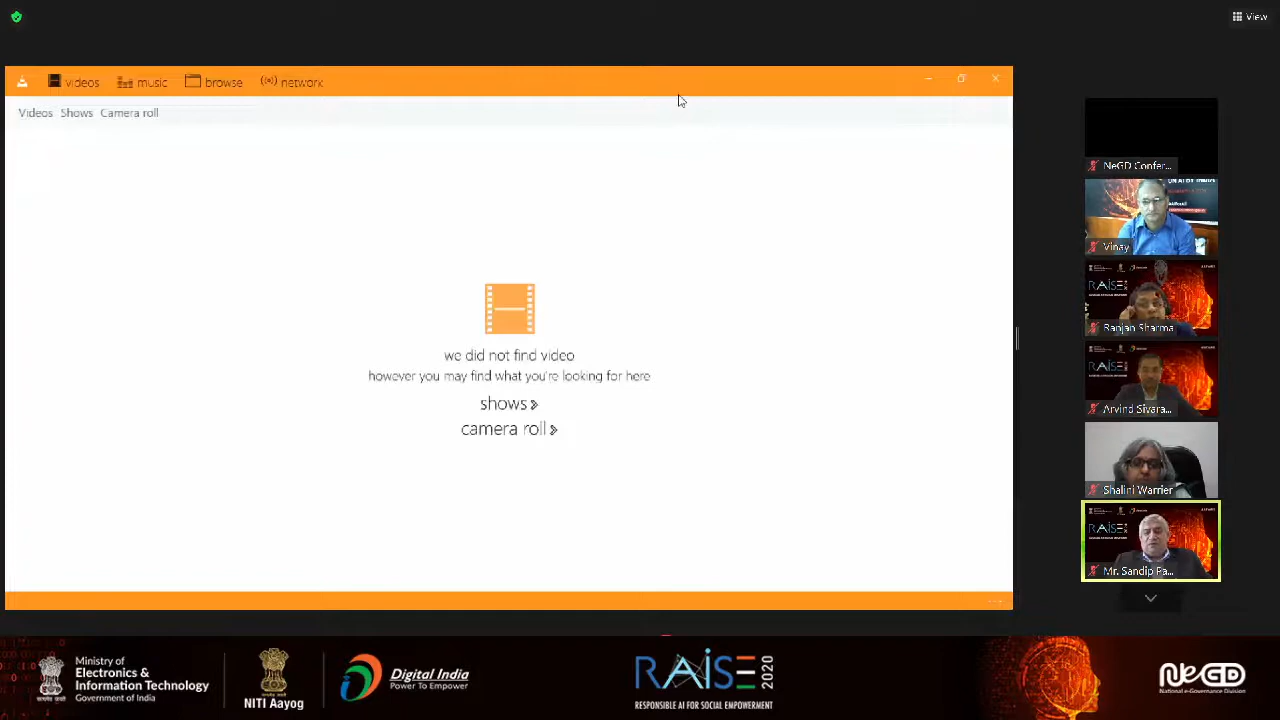 View
videos music browse network
Videos Shows Camera roll
we did not find video
however you may find what you're looking for here
shows »
camera roll »
NeGD Confer...
Vinay
RAISE
Ranjan Sharma
RAISE
Arvind Sivara...
Shalini Warrier
RAISE
Mr. Sandip Pa...
Ministry of
Electronics &
Information Technology
Government of India
NITI Aayog
Digital India
Power To Empower
RAISE 2020
RESPONSIBLE AI FOR SOCIAL EMPOWERMENT
NeGD
National e-Governance Division